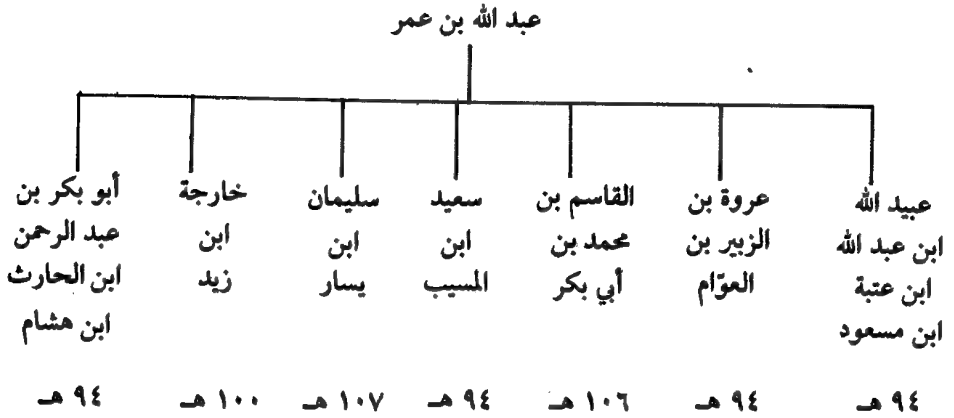 عبد الله بن عمر
عبيد الله
ابن عبد الله
ابن عتبة
ابن مسعود
٩٤ هـ
عروة بن
الزبير بن
العوّام
٩٤ هـ
القاسم بن
محمد بن
أبي بكر
١٠٦ هـ
سعيد
ابن
المسيب
٩٤ هـ
سليمان
ابن
يسار
١٠٧ هـ
خارجة
ابن
زيد
١٠٠ هـ
أبو بكر بن
عبد الرحمن
ابن الحارث
ابن هشام
٩٤ هـ